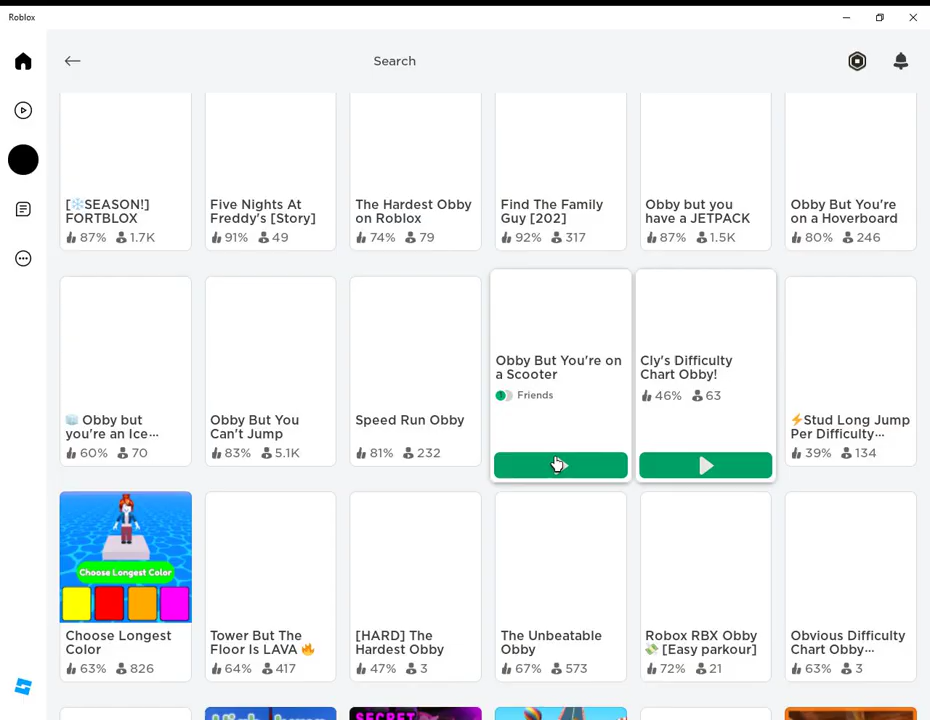 Roblox
Search
[❄️SEASON!]
FORTBLOX
87% 1.7K
Five Nights At
Freddy's [Story]
91% 49
The Hardest Obby
on Roblox
74% 79
Find The Family
Guy [202]
92% 317
Obby but you
have a JETPACK
87% 1.5K
Obby But You're
on a Hoverboard
80% 246
🧊 Obby but
you're an Ice...
60% 70
Obby But You
Can't Jump
83% 5.1K
Speed Run Obby
81% 232
Obby But You're on
a Scooter
Friends
Cly's Difficulty
Chart Obby!
46% 63
⚡Stud Long Jump
Per Difficulty...
39% 134
Choose Longest Color
Choose Longest
Color
63% 826
Tower But The
Floor Is LAVA 🔥
64% 417
[HARD] The
Hardest Obby
47% 3
The Unbeatable
Obby
67% 573
Robox RBX Obby
💸 [Easy parkour]
72% 21
Obvious Difficulty
Chart Obby...
63% 3
SECRET